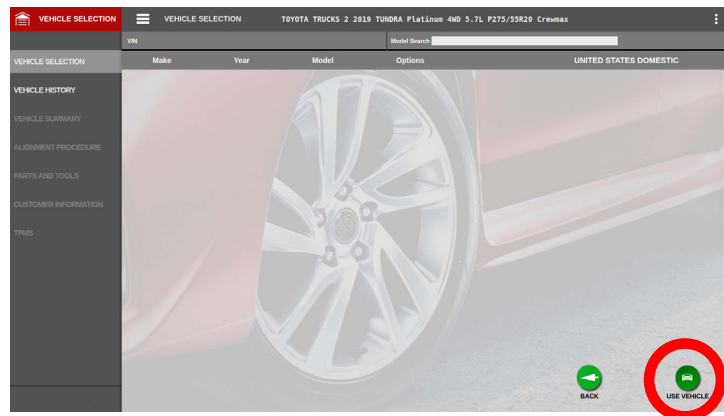 VEHICLE SELECTION
VEHICLE SELECTION
TOYOTA TRUCKS 2 2019 TUNDRA Platinum 4WD 5.7L P275/55R20 Crewmax
VIN
Model Search
VEHICLE SELECTION
Make
Year
Model
Options
UNITED STATES DOMESTIC
VEHICLE HISTORY
VEHICLE SUMMARY
ALIGNMENT PROCEDURE
PARTS AND TOOLS
CUSTOMER INFORMATION
TPMS
BACK
USE VEHICLE